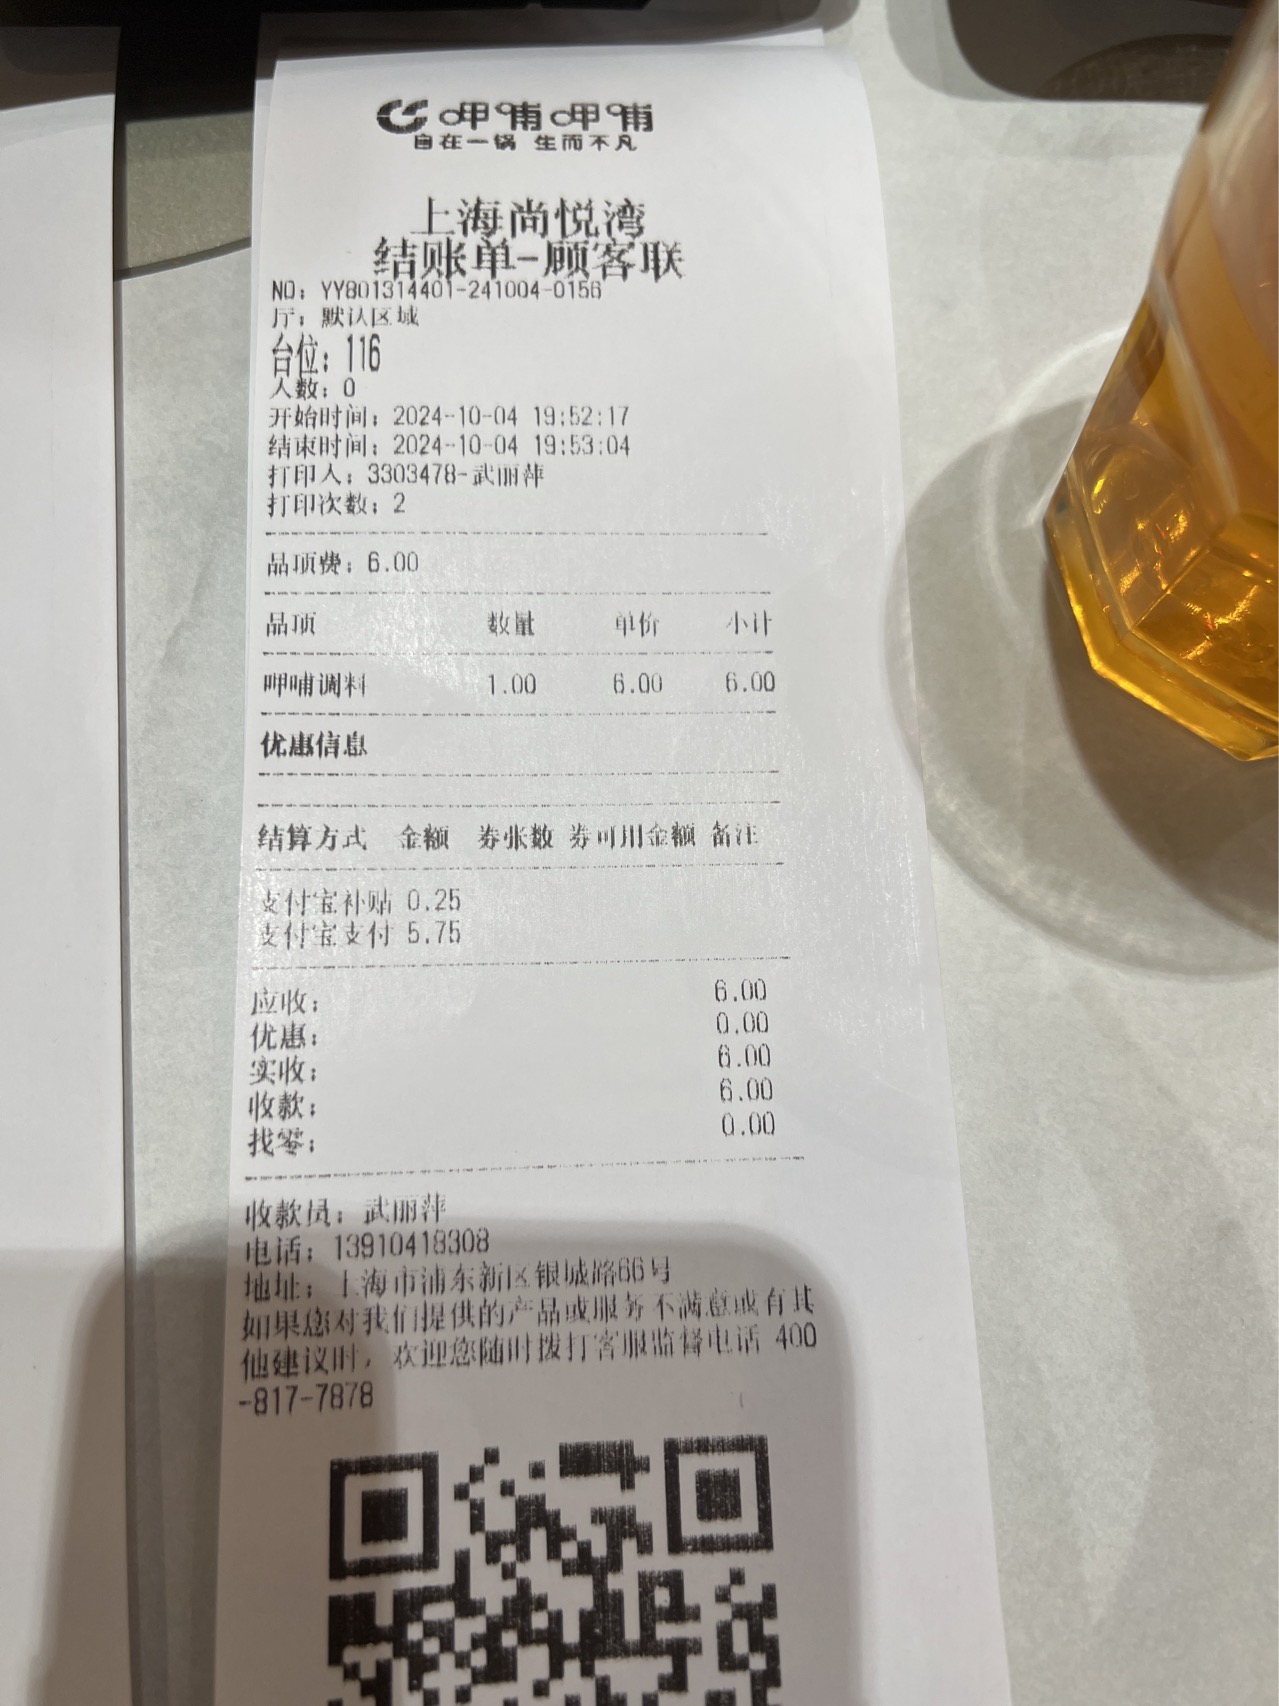 呷哺呷哺
自在一锅 生而不凡
上海尚悦湾
结账单-顾客联
NO: YY801314401-241004-0156
厅: 默认区域
台位: 116
人数: 0
开始时间: 2024-10-04 19:52:17
结束时间: 2024-10-04 19:53:04
打印人: 3303478-武丽萍
打印次数: 2
品项费: 6.00
品项 数量 单价 小计
呷哺调料 1.00 6.00 6.00
优惠信息
结算方式 金额 券张数 券可用金额 备注
支付宝补贴 0.25
支付宝支付 5.75
应收: 6.00
优惠: 0.00
实收: 6.00
收款: 6.00
找零: 0.00
收款员: 武丽萍
电话: 13910418308
地址: 上海市浦东新区银城路66号
如果您对我们提供的产品或服务不满意或有其
他建议时, 欢迎您随时拨打客服监督电话 400
-817-7878